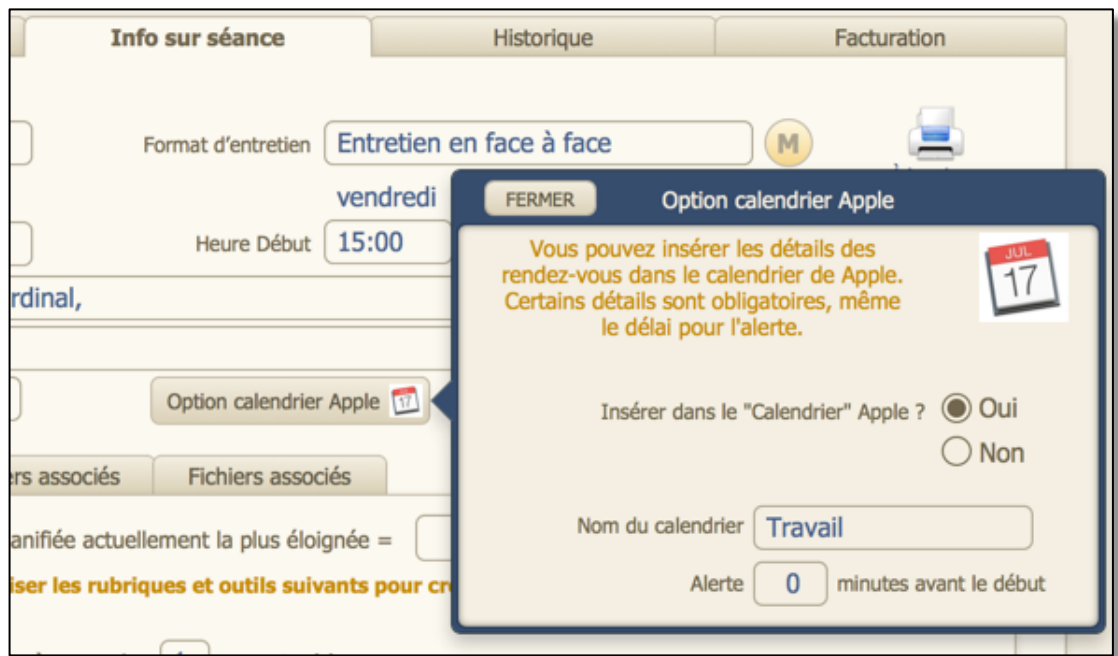 Info sur séance
Historique
Facturation
Format d'entretien
Entretien en face à face
M
vendredi
Heure Début
15:00
rdinal,
Option calendrier Apple
17
FERMER
Option calendrier Apple
Vous pouvez insérer les détails des
rendez-vous dans le calendrier de Apple.
Certains détails sont obligatoires, même
le délai pour l'alerte.
JUL
17
Insérer dans le "Calendrier" Apple ?
Oui
Non
Nom du calendrier
Travail
Alerte
0
minutes avant le début
rs associés
Fichiers associés
anifiée actuellement la plus éloignée =
iser les rubriques et outils suivants pour cr